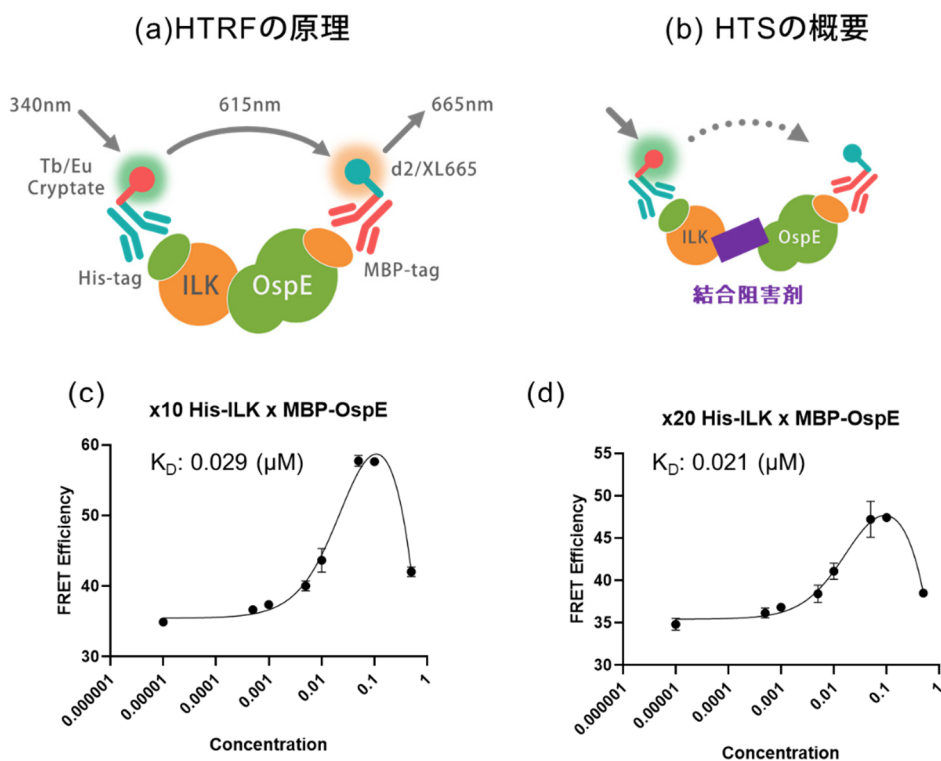 (a)HTRFの原理
340nm
615nm
665nm
Tb/Eu
Cryptate
d2/XL665
His-tag
ILK
OspE
MBP-tag
(b) HTSの概要
ILK
OspE
結合阻害剤
(c)
x10 His-ILK x MBP-OspE
KD: 0.029 (μM)
FRET Efficiency
60
50
40
30
0.000001
0.00001
0.0001
0.001
0.01
0.1
1
Concentration
(d)
x20 His-ILK x MBP-OspE
KD: 0.021 (μM)
FRET Efficiency
55
50
45
40
35
30
0.000001
0.00001
0.0001
0.001
0.01
0.1
1
Concentration